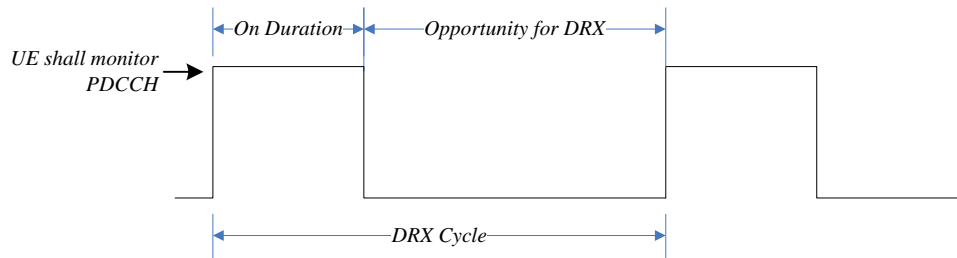 On Duration
Opportunity for DRX
UE shall monitor
PDCCH
DRX Cycle